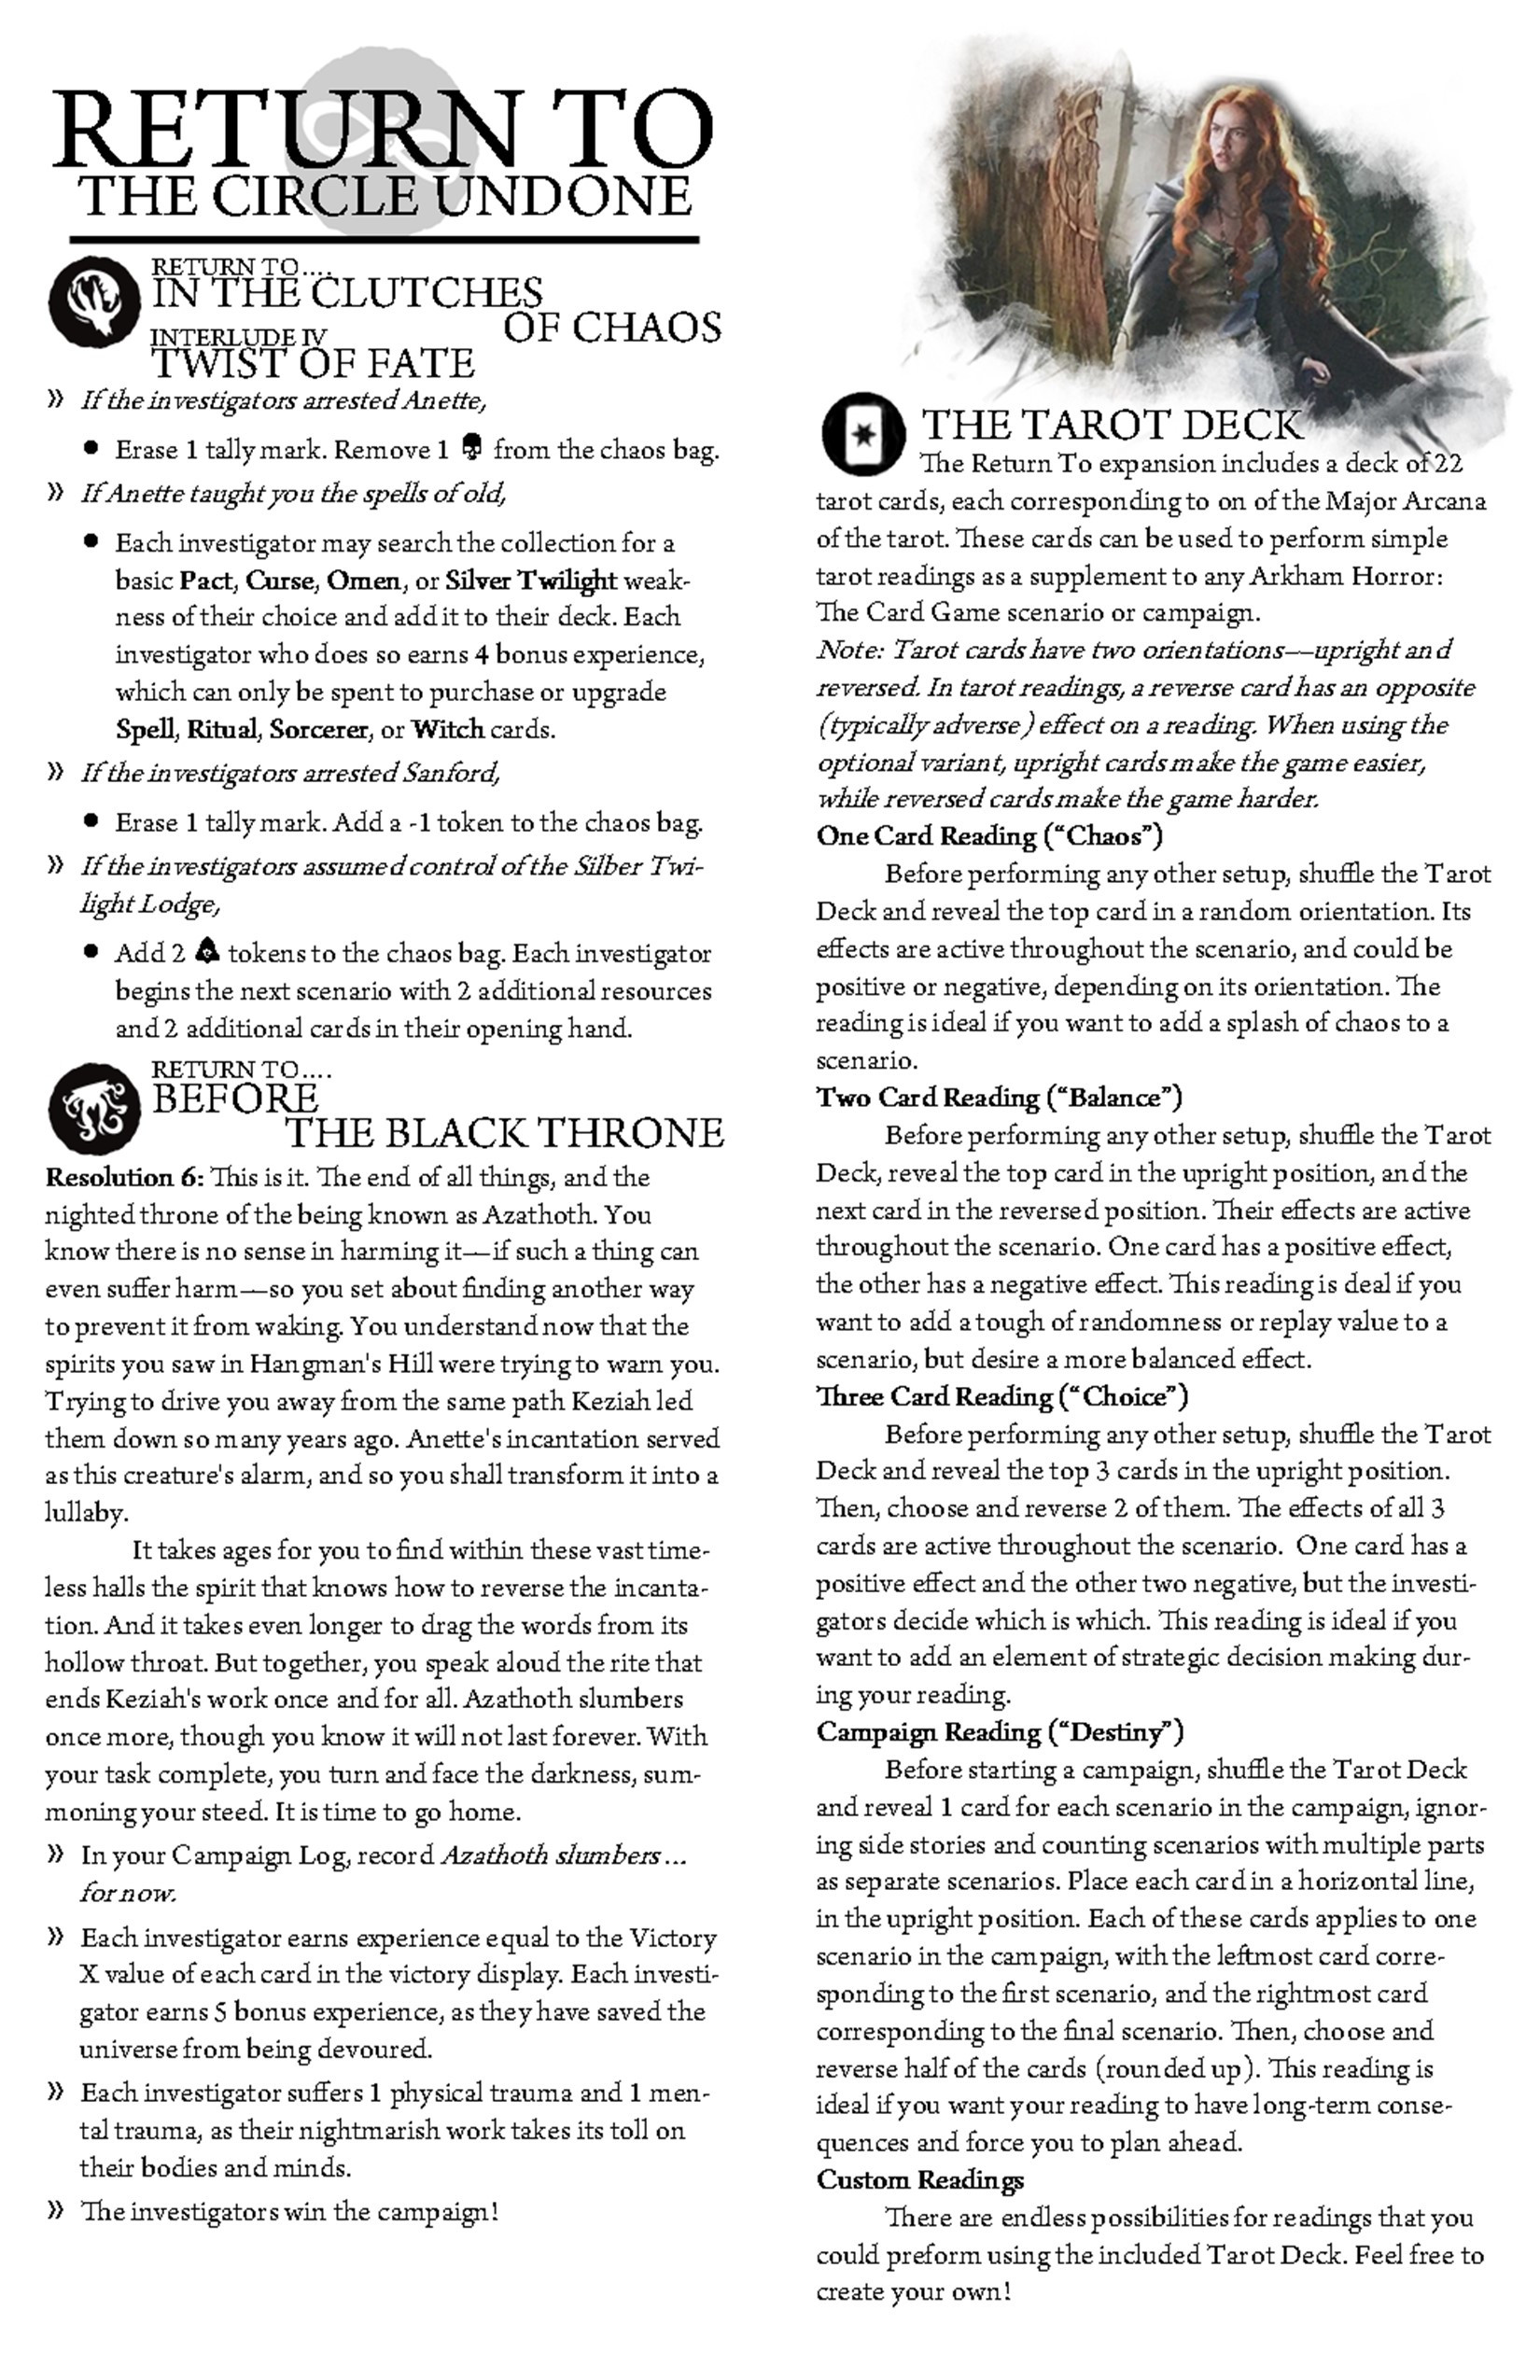 RETURN TO
THE CIRCLE UNDONE
RETURN TO....
IN THE CLUTCHES
OF CHAOS
INTERLUDE IV
TWIST OF FATE
» If the investigators arrested Anette,
● Erase 1 tally mark. Remove 1 from the chaos bag.
» If Anette taught you the spells of old,
● Each investigator may search the collection for a
basic Pact, Curse, Omen, or Silver Twilight weak-
ness of their choice and add it to their deck. Each
investigator who does so earns 4 bonus experience,
which can only be spent to purchase or upgrade
Spell, Ritual, Sorcerer, or Witch cards.
» If the investigators arrested Sanford,
● Erase 1 tally mark. Add a -1 token to the chaos bag.
» If the investigators assumed control of the Silber Twi-
light Lodge,
● Add 2 tokens to the chaos bag. Each investigator
begins the next scenario with 2 additional resources
and 2 additional cards in their opening hand.
RETURN TO....
BEFORE
THE BLACK THRONE
Resolution 6: This is it. The end of all things, and the
nighted throne of the being known as Azathoth. You
know there is no sense in harming it—if such a thing can
even suffer harm—so you set about finding another way
to prevent it from waking. You understand now that the
spirits you saw in Hangman's Hill were trying to warn you.
Trying to drive you away from the same path Keziah led
them down so many years ago. Anette's incantation served
as this creature's alarm, and so you shall transform it into a
lullaby.
It takes ages for you to find within these vast time-
less halls the spirit that knows how to reverse the incanta-
tion. And it takes even longer to drag the words from its
hollow throat. But together, you speak aloud the rite that
ends Keziah's work once and for all. Azathoth slumbers
once more, though you know it will not last forever. With
your task complete, you turn and face the darkness, sum-
moning your steed. It is time to go home.
» In your Campaign Log, record Azathoth slumbers...
for now.
» Each investigator earns experience equal to the Victory
X value of each card in the victory display. Each investi-
gator earns 5 bonus experience, as they have saved the
universe from being devoured.
» Each investigator suffers 1 physical trauma and 1 men-
tal trauma, as their nightmarish work takes its toll on
their bodies and minds.
» The investigators win the campaign!
THE TAROT DECK
The Return To expansion includes a deck of 22
tarot cards, each corresponding to on of the Major Arcana
of the tarot. These cards can be used to perform simple
tarot readings as a supplement to any Arkham Horror:
The Card Game scenario or campaign.
Note: Tarot cards have two orientations—upright and
reversed. In tarot readings, a reverse card has an opposite
(typically adverse) effect on a reading. When using the
optional variant, upright cards make the game easier,
while reversed cards make the game harder.
One Card Reading (“Chaos”)
Before performing any other setup, shuffle the Tarot
Deck and reveal the top card in a random orientation. Its
effects are active throughout the scenario, and could be
positive or negative, depending on its orientation. The
reading is ideal if you want to add a splash of chaos to a
scenario.
Two Card Reading (“Balance”)
Before performing any other setup, shuffle the Tarot
Deck, reveal the top card in the upright position, and the
next card in the reversed position. Their effects are active
throughout the scenario. One card has a positive effect,
the other has a negative effect. This reading is deal if you
want to add a tough of randomness or replay value to a
scenario, but desire a more balanced effect.
Three Card Reading (“Choice”)
Before performing any other setup, shuffle the Tarot
Deck and reveal the top 3 cards in the upright position.
Then, choose and reverse 2 of them. The effects of all 3
cards are active throughout the scenario. One card has a
positive effect and the other two negative, but the investi-
gators decide which is which. This reading is ideal if you
want to add an element of strategic decision making dur-
ing your reading.
Campaign Reading (“Destiny”)
Before starting a campaign, shuffle the Tarot Deck
and reveal 1 card for each scenario in the campaign, ignor-
ing side stories and counting scenarios with multiple parts
as separate scenarios. Place each card in a horizontal line,
in the upright position. Each of these cards applies to one
scenario in the campaign, with the leftmost card corre-
sponding to the first scenario, and the rightmost card
corresponding to the final scenario. Then, choose and
reverse half of the cards (rounded up). This reading is
ideal if you want your reading to have long-term conse-
quences and force you to plan ahead.
Custom Readings
There are endless possibilities for readings that you
could preform using the included Tarot Deck. Feel free to
create your own!